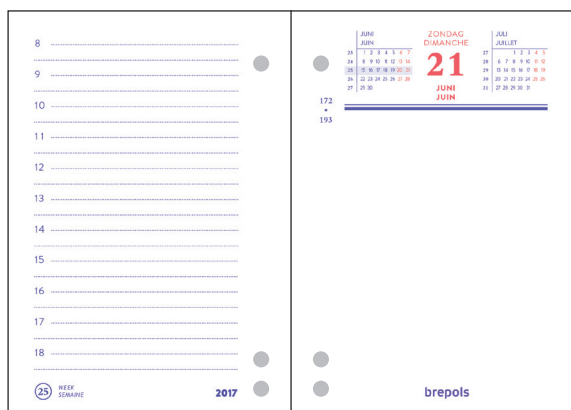 8
9
10
11
12
13
14
15
16
17
18
25
WEEK
SEMAINE
2017
JUNI
JUIN
23 1 2 3 4 5 6 7
24 8 9 10 11 12 13 14
25 15 16 17 18 19 20 21
26 22 23 24 25 26 27 28
27 29 30
ZONDAG
DIMANCHE
21
JUNI
JUIN
JULI
JUILLET
27 1 2 3 4 5
28 6 7 8 9 10 11 12
29 13 14 15 16 17 18 19
30 20 21 22 23 24 25 26
31 27 28 29 30 31
172
•
193
brepols